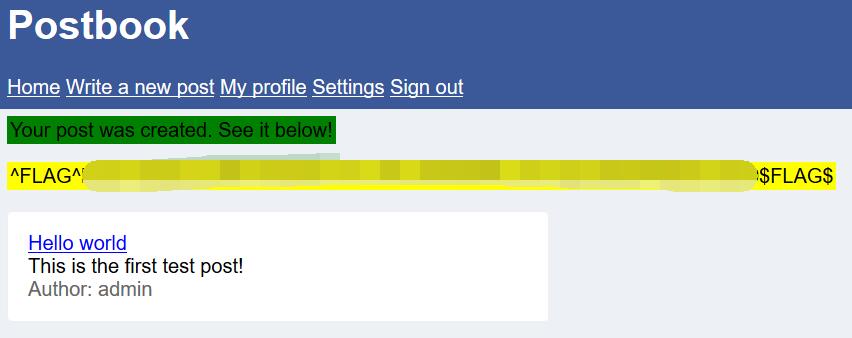 Postbook
Home Write a new post My profile Settings Sign out
Your post was created. See it below!
^FLAG^ $FLAG$
Hello world
This is the first test post!
Author: admin